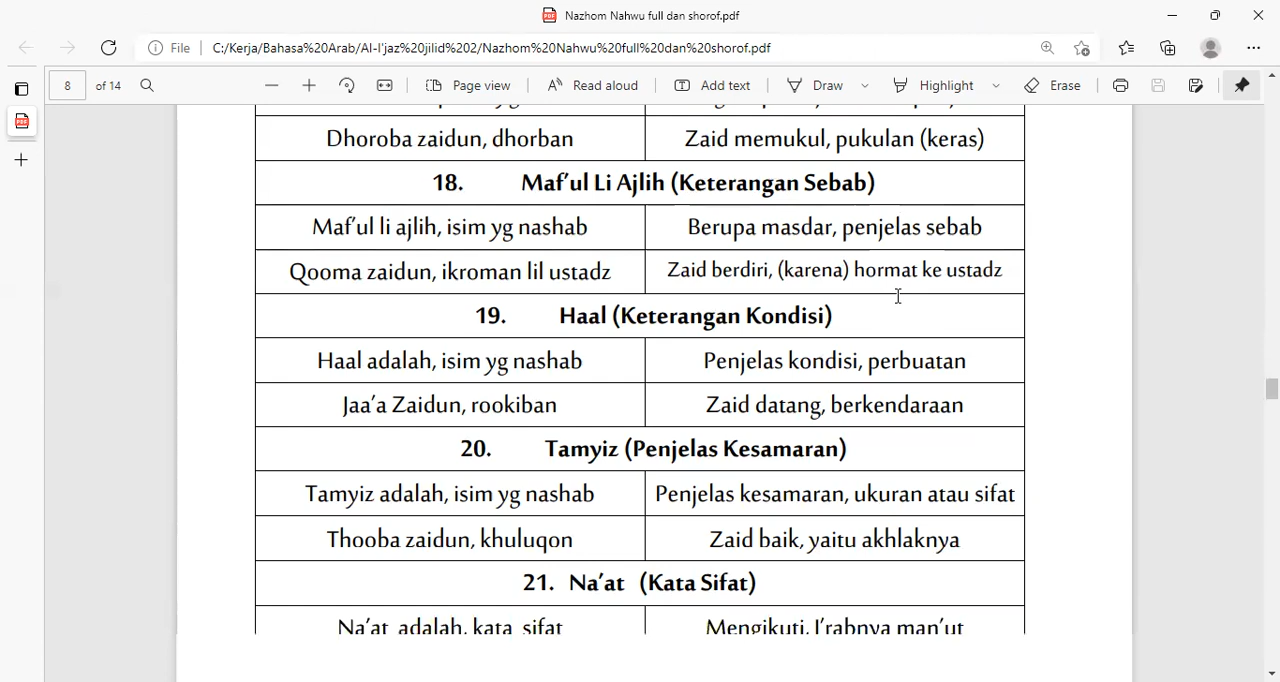 Nazhom Nahwu full dan shorof.pdf
File C:/Kerja/Bahasa%20Arab/Al-I'jaz%20jilid%202/Nazhom%20Nahwu%20full%20dan%20shorof.pdf
8 of 14 Page view Read aloud Add text Draw Highlight Erase
Dhoroba zaidun, dhorban Zaid memukul, pukulan (keras)
18. Maf'ul Li Ajlih (Keterangan Sebab)
Maf'ul li ajlih, isim yg nashab Berupa masdar, penjelas sebab
Qooma zaidun, ikroman lil ustadz Zaid berdiri, (karena) hormat ke ustadz
19. Haal (Keterangan Kondisi)
Haal adalah, isim yg nashab Penjelas kondisi, perbuatan
Jaa'a Zaidun, rookiban Zaid datang, berkendaraan
20. Tamyiz (Penjelas Kesamaran)
Tamyiz adalah, isim yg nashab Penjelas kesamaran, ukuran atau sifat
Thooba zaidun, khuluqon Zaid baik, yaitu akhlaknya
21. Na'at (Kata Sifat)
Na'at adalah, kata sifat Mengikuti, I'rabnya man'ut